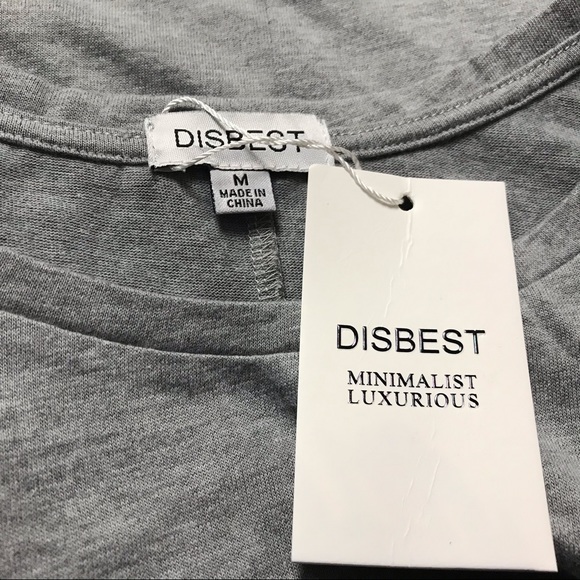 DISBEST
M
MADE IN
CHINA
DISBEST
MINIMALIST
LUXURIOUS